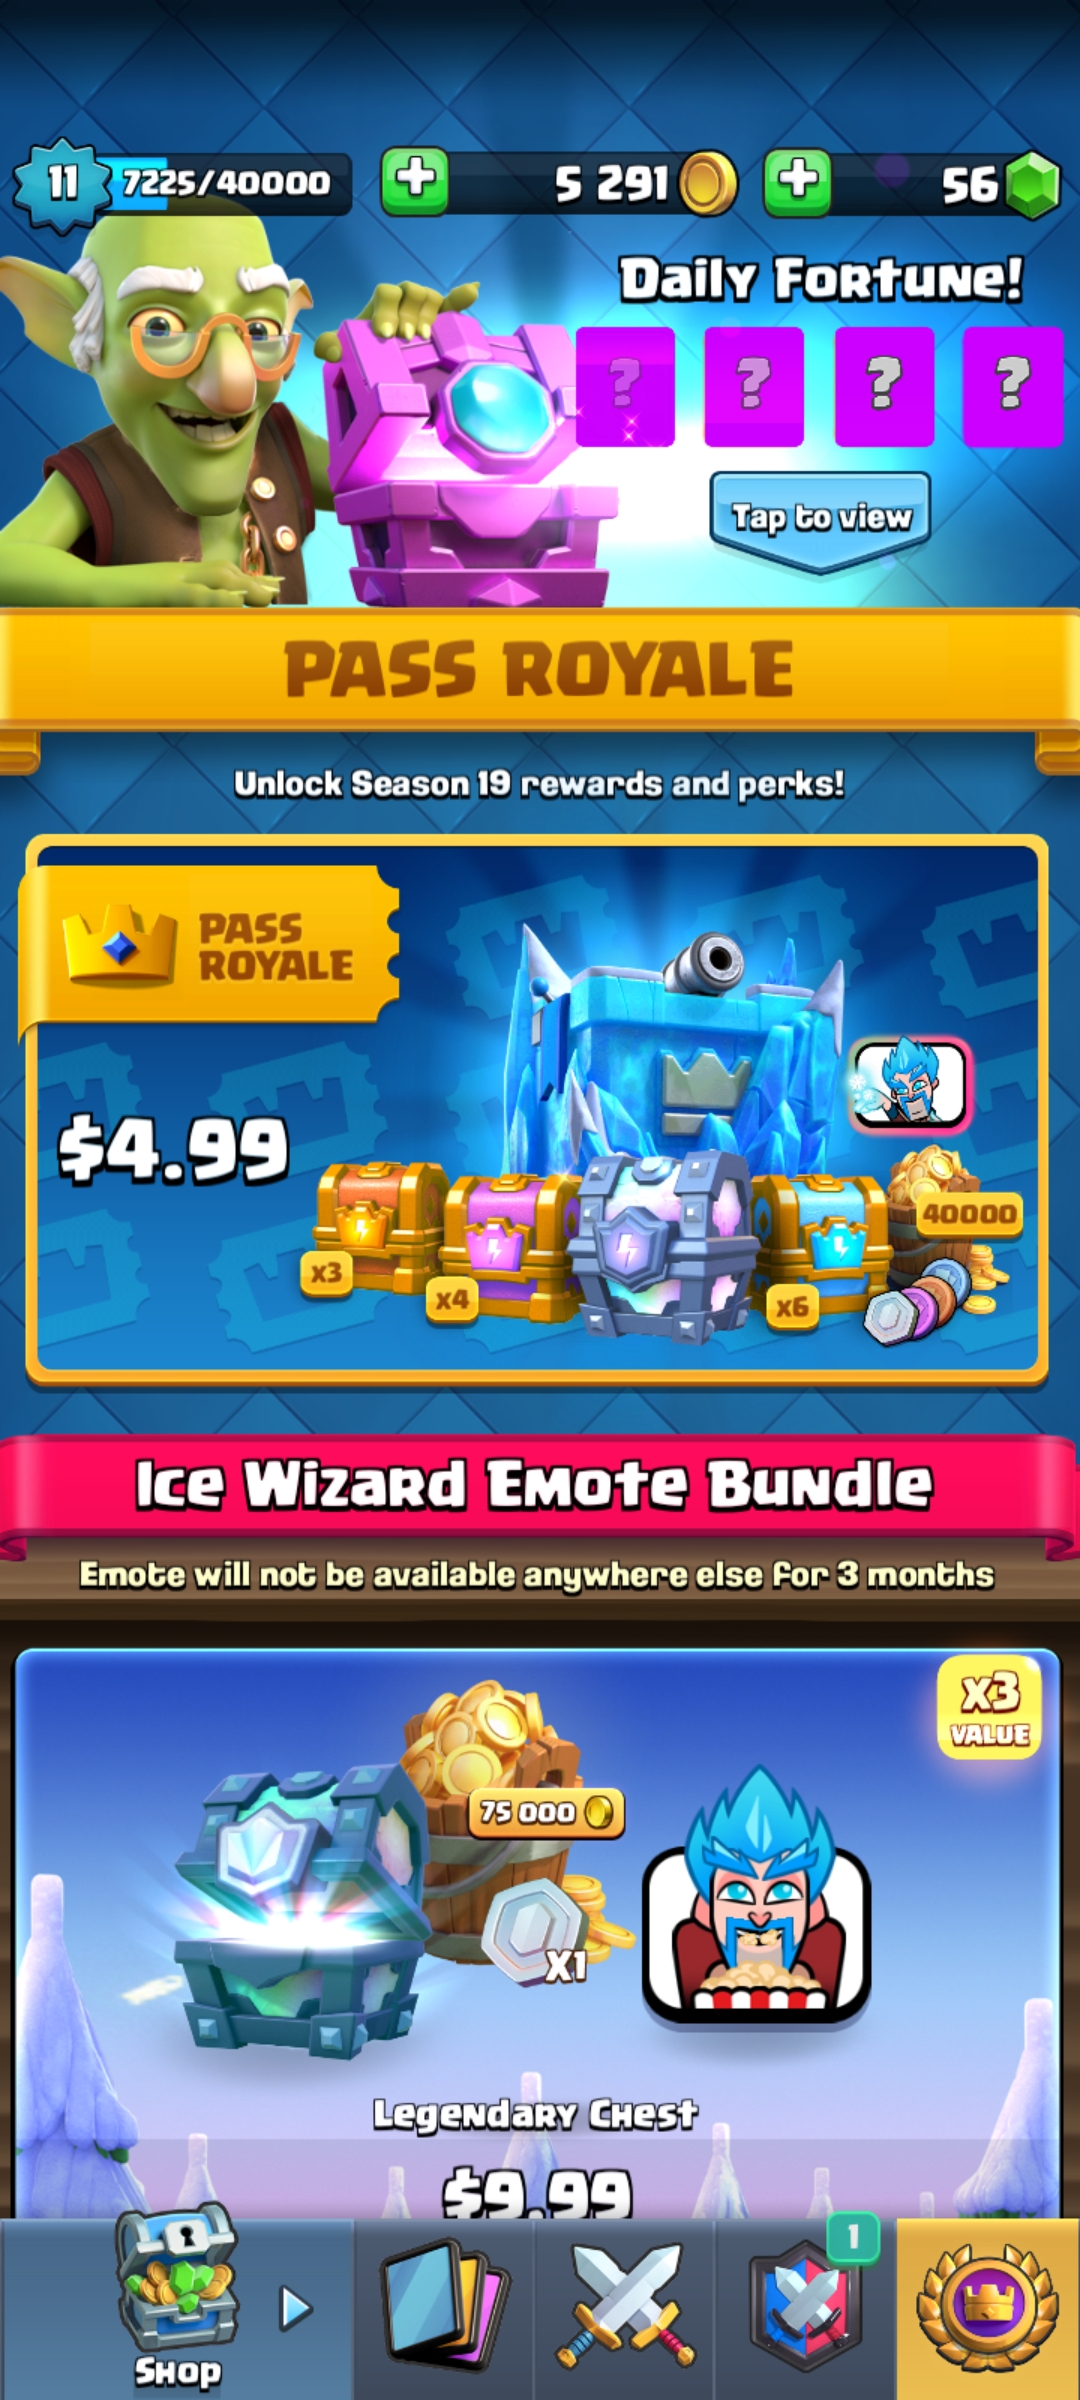 11 7225/40000 5 291 56
Daily Fortune!
? ? ? ?
Tap to view
PASS ROYALE
Unlock Season 19 rewards and perks!
PASS
ROYALE
$4.99
40000
x3
x4
x6
Ice Wizard Emote Bundle
Emote will not be available anywhere else for 3 months
x3
VALUE
75 000
X1
Legendary Chest
$9.99
1
Shop